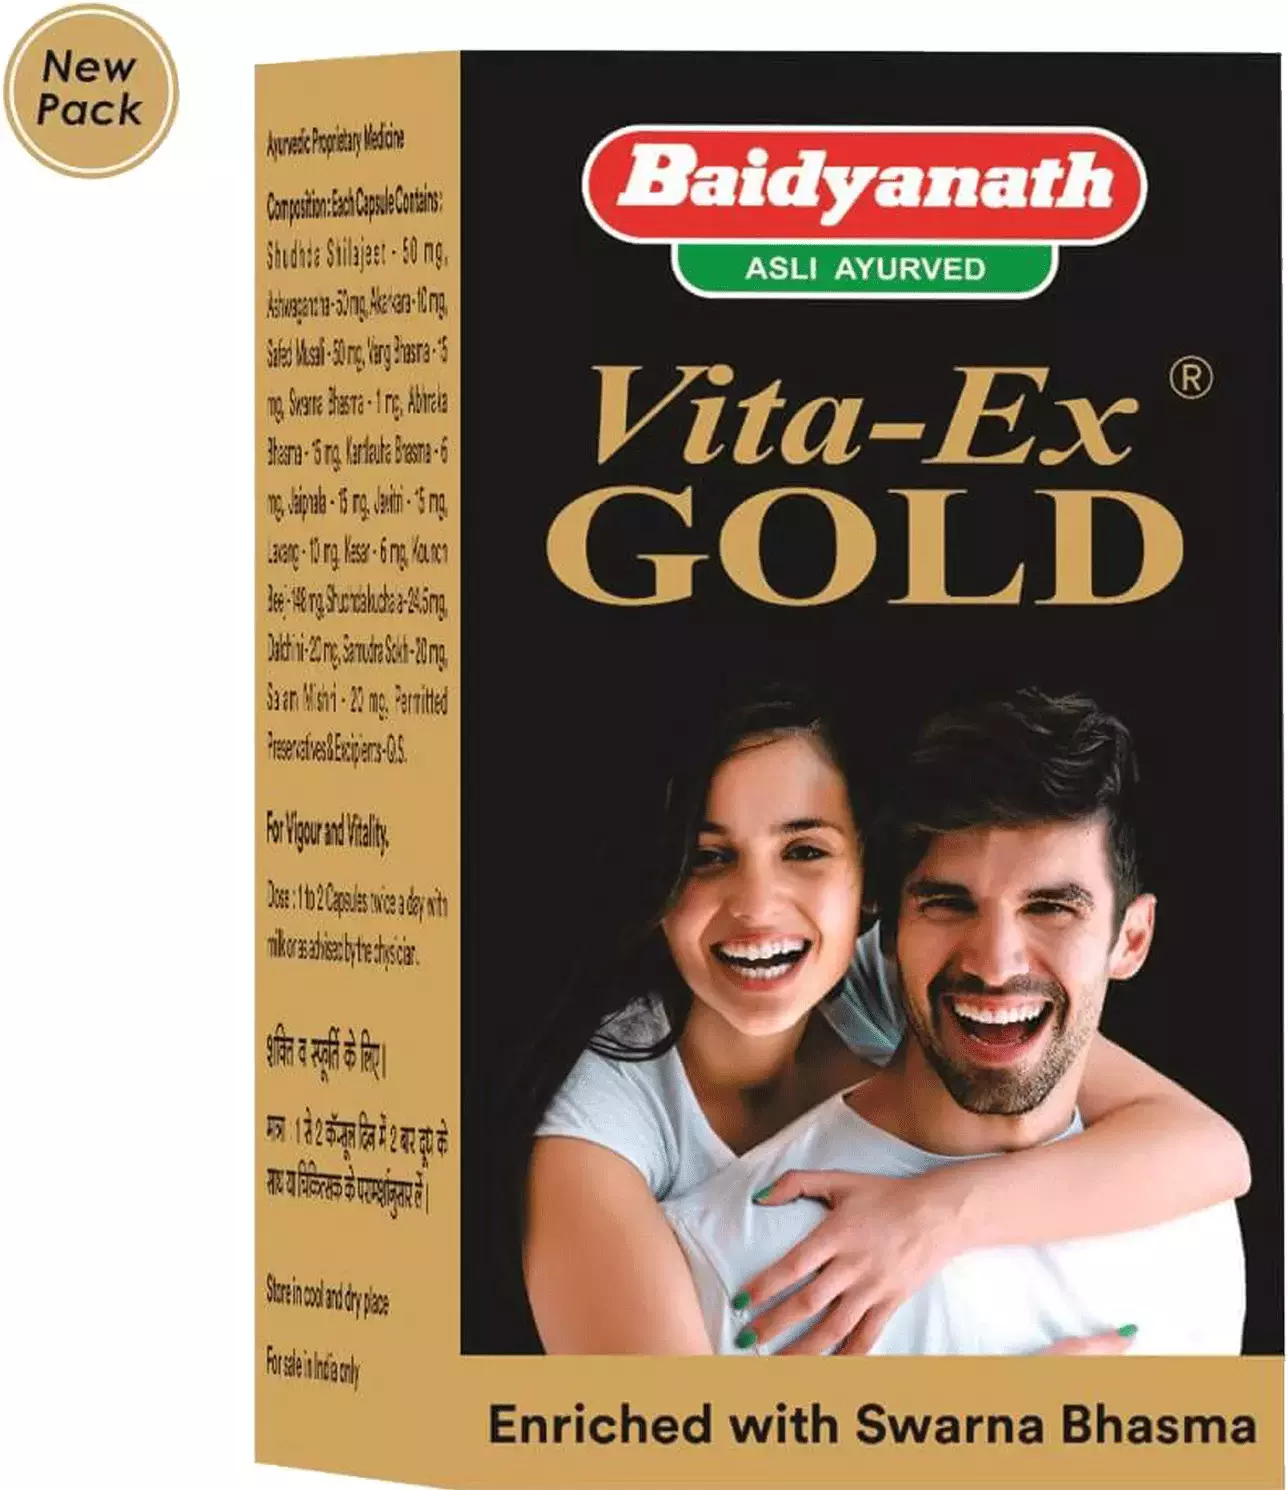 New
Pack
Ayurvedic Proprietary Medicine
Composition : Each Capsule Contains :
Shudhda Shilajeet - 50 mg,
Ashwagandha - 50 mg, Akarkara - 10 mg,
Safed Musali - 50 mg, Vang Bhasma - 15
mg, Swarna Bhasma - 1 mg, Abhraka
Bhasma - 15 mg, Kantlauha Bhasma - 6
mg, Jaiphala - 15 mg, Jawitri - 15 mg,
Lavang - 10 mg, Kesar - 6 mg, Kounch
Beej - 148 mg, Shuchdakuchala - 24.5 mg,
Dalchini - 20 mg, Samudra Sokh - 20 mg,
Salam Mishri - 20 mg, Permitted
Preservatives & Excipients - Q.S.
For Vigour and Vitality.
Dose : 1 to 2 Capsules twice a day with
milk or as advised by the physician.
शक्ति व स्फूर्ति के लिए।
मात्रा : 1 से 2 कॅप्सूल दिन में 2 बार दूध के
साथ या चिकित्सक के परामर्शानुसार लें।
Store in cool and dry place
For sale in India only
Baidyanath
ASLI AYURVED
Vita-Ex ®
GOLD
Enriched with Swarna Bhasma